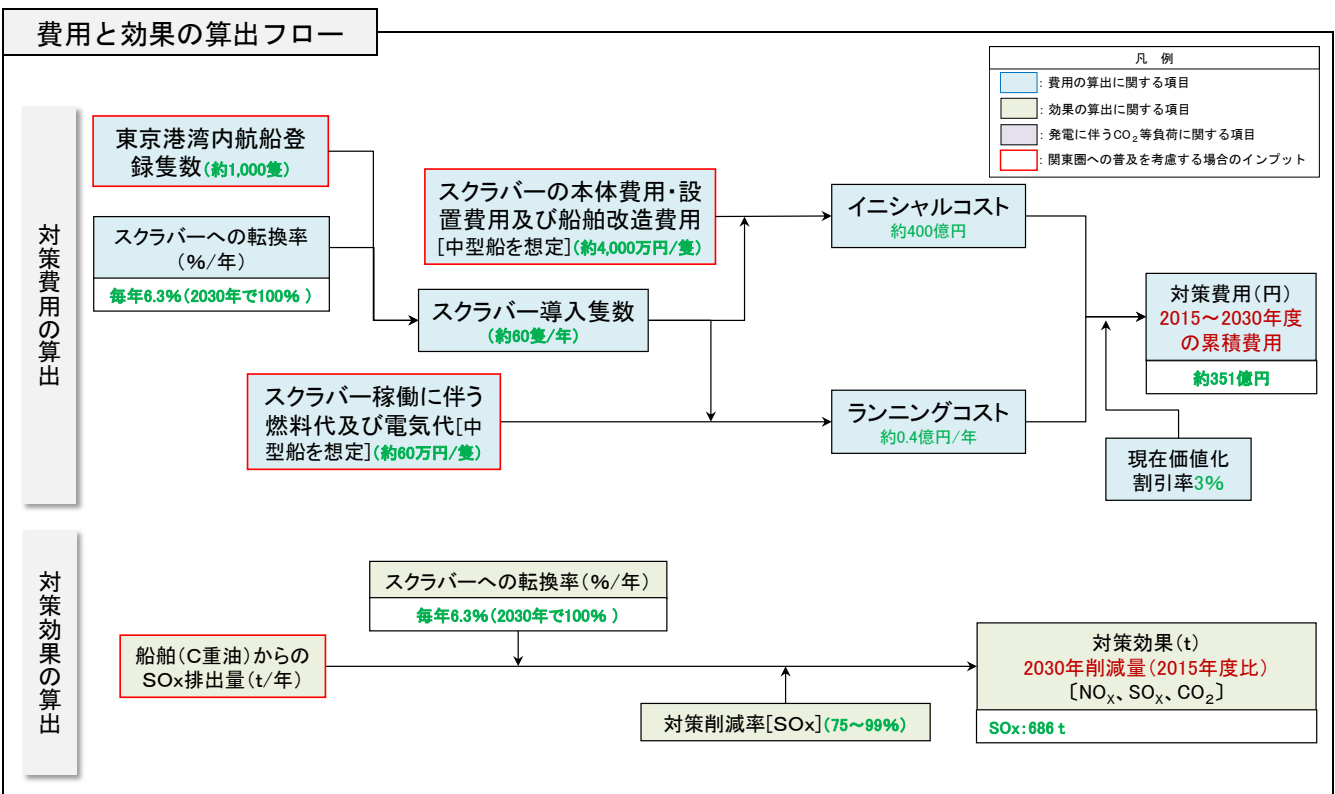 費用と効果の算出フロー
凡　例
: 費用の算出に関する項目
: 効果の算出に関する項目
: 発電に伴うCO₂等負荷に関する項目
: 関東圏への普及を考慮する場合のインプット
対策費用の算出
東京港湾内航船登
録隻数(約1,000隻)
スクラバーへの転換率
(%/年)
毎年6.3%(2030年で100% )
スクラバーの本体費用・設
置費用及び船舶改造費用
[中型船を想定](約4,000万円/隻)
スクラバー導入隻数
(約60隻/年)
スクラバー稼働に伴う
燃料代及び電気代[中
型船を想定](約60万円/隻)
イニシャルコスト
約400億円
ランニングコスト
約0.4億円/年
対策費用(円)
2015～2030年度
の累積費用
約351億円
現在価値化
割引率3%
対策効果の算出
スクラバーへの転換率(%/年)
毎年6.3%(2030年で100% )
船舶(C重油)からの
SOx排出量(t/年)
対策削減率[SOx](75～99%)
対策効果(t)
2030年削減量(2015年度比)
〔NOX、SOX、CO₂〕
SOx:686 t